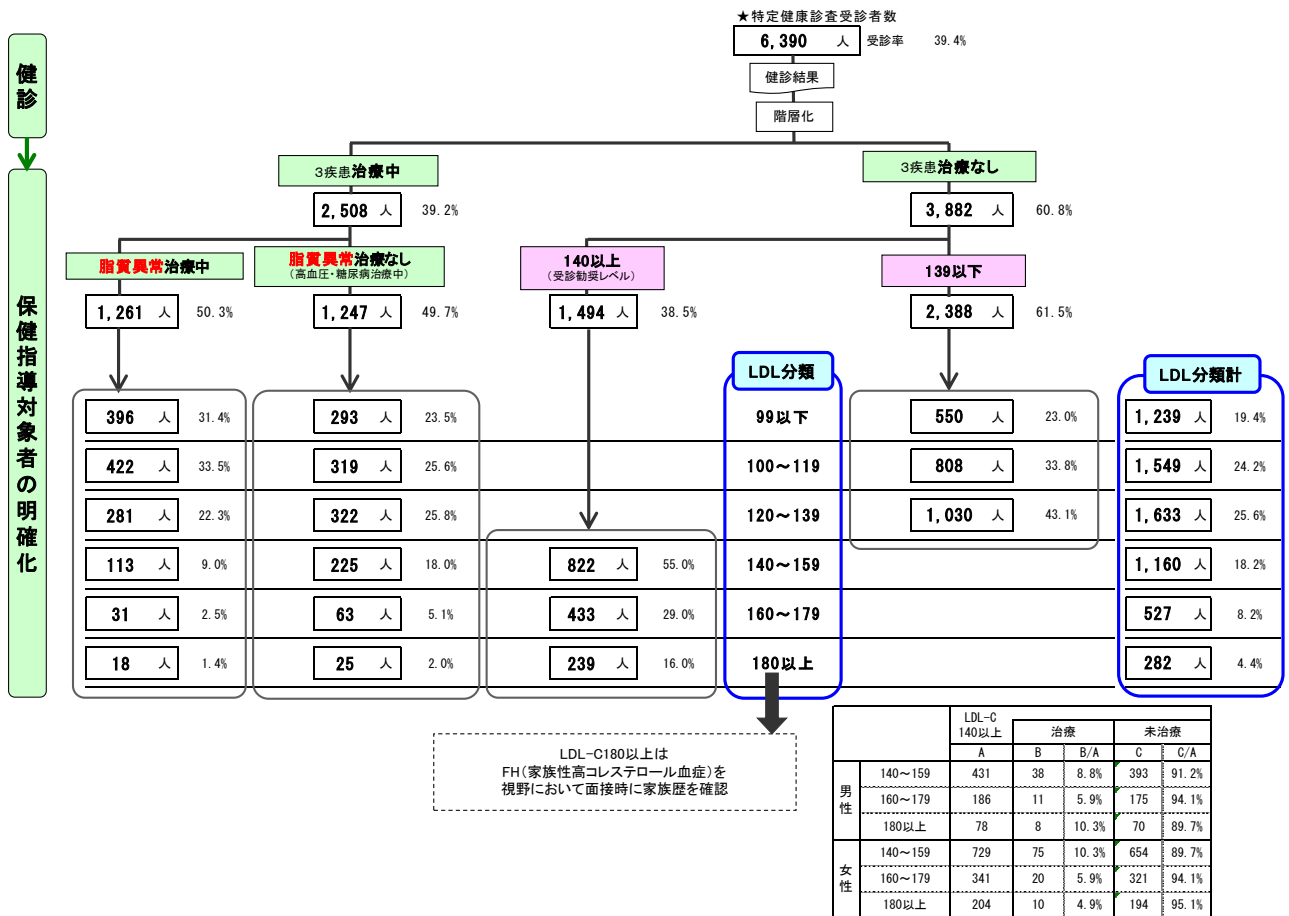 ★特定健康診査受診者数
6,390 人 受診率 39.4%
健診結果
階層化
健診
保健指導対象者の明確化
3疾患治療中
3疾患治療なし
2,508 人 39.2%
3,882 人 60.8%
脂質異常治療中
脂質異常治療なし
(高血圧・糖尿病治療中)
140以上
(受診勧奨レベル)
139以下
1,261 人 50.3%
1,247 人 49.7%
1,494 人 38.5%
2,388 人 61.5%
LDL分類
LDL分類計
396 人 31.4% 293 人 23.5% 99以下 550 人 23.0% 1,239 人 19.4%
422 人 33.5% 319 人 25.6% 100～119 808 人 33.8% 1,549 人 24.2%
281 人 22.3% 322 人 25.8% 120～139 1,030 人 43.1% 1,633 人 25.6%
113 人 9.0% 225 人 18.0% 822 人 55.0% 140～159 1,160 人 18.2%
31 人 2.5% 63 人 5.1% 433 人 29.0% 160～179 527 人 8.2%
18 人 1.4% 25 人 2.0% 239 人 16.0% 180以上 282 人 4.4%
LDL-C180以上は
FH(家族性高コレステロール血症)を
視野において面接時に家族歴を確認
LDL-C
140以上 治療 未治療
A B B/A C C/A
男性
140～159 431 38 8.8% 393 91.2%
160～179 186 11 5.9% 175 94.1%
180以上 78 8 10.3% 70 89.7%
女性
140～159 729 75 10.3% 654 89.7%
160～179 341 20 5.9% 321 94.1%
180以上 204 10 4.9% 194 95.1%